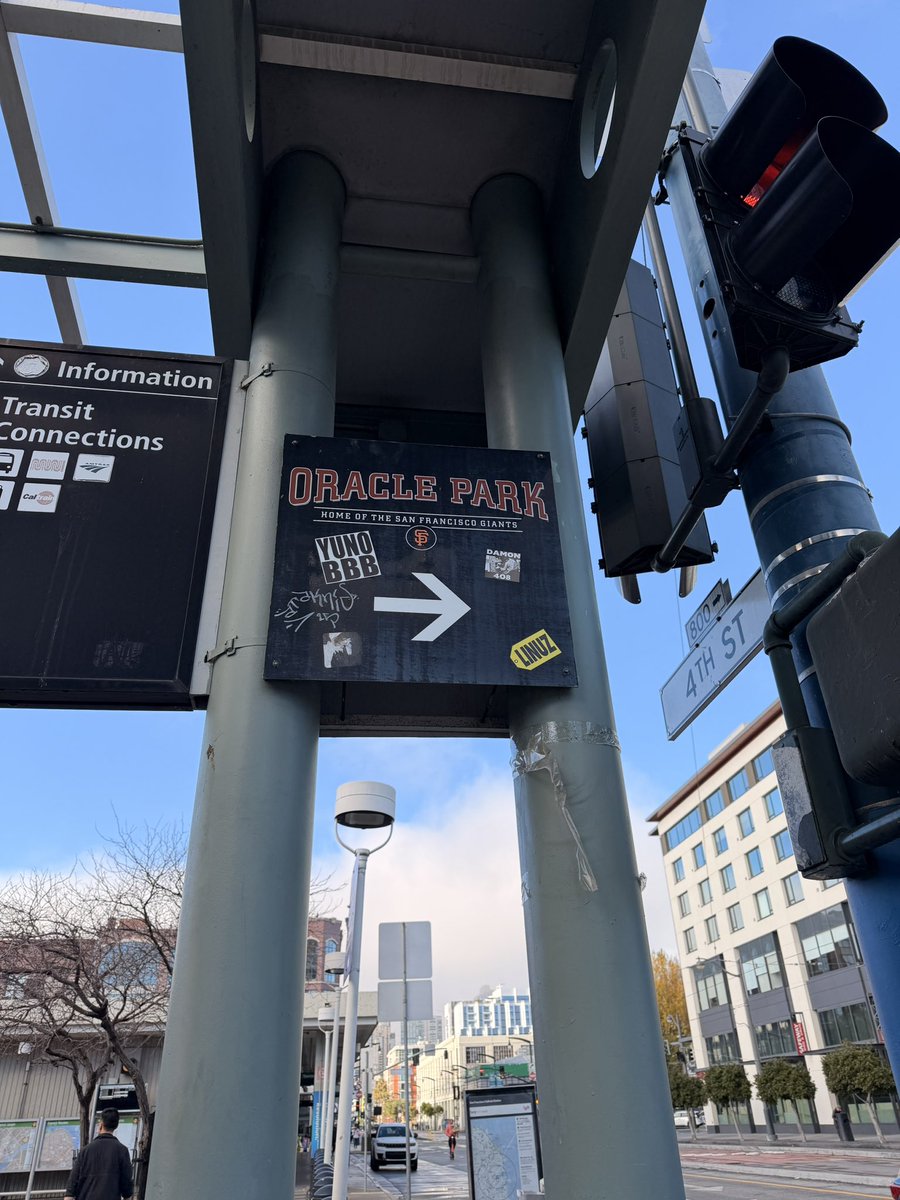 Information
Transit
Connections
Caltrain
ORACLE PARK
HOME OF THE SAN FRANCISCO GIANTS
SF
YUNO
BBB
DAMON
408
LINUZ
800
4TH ST